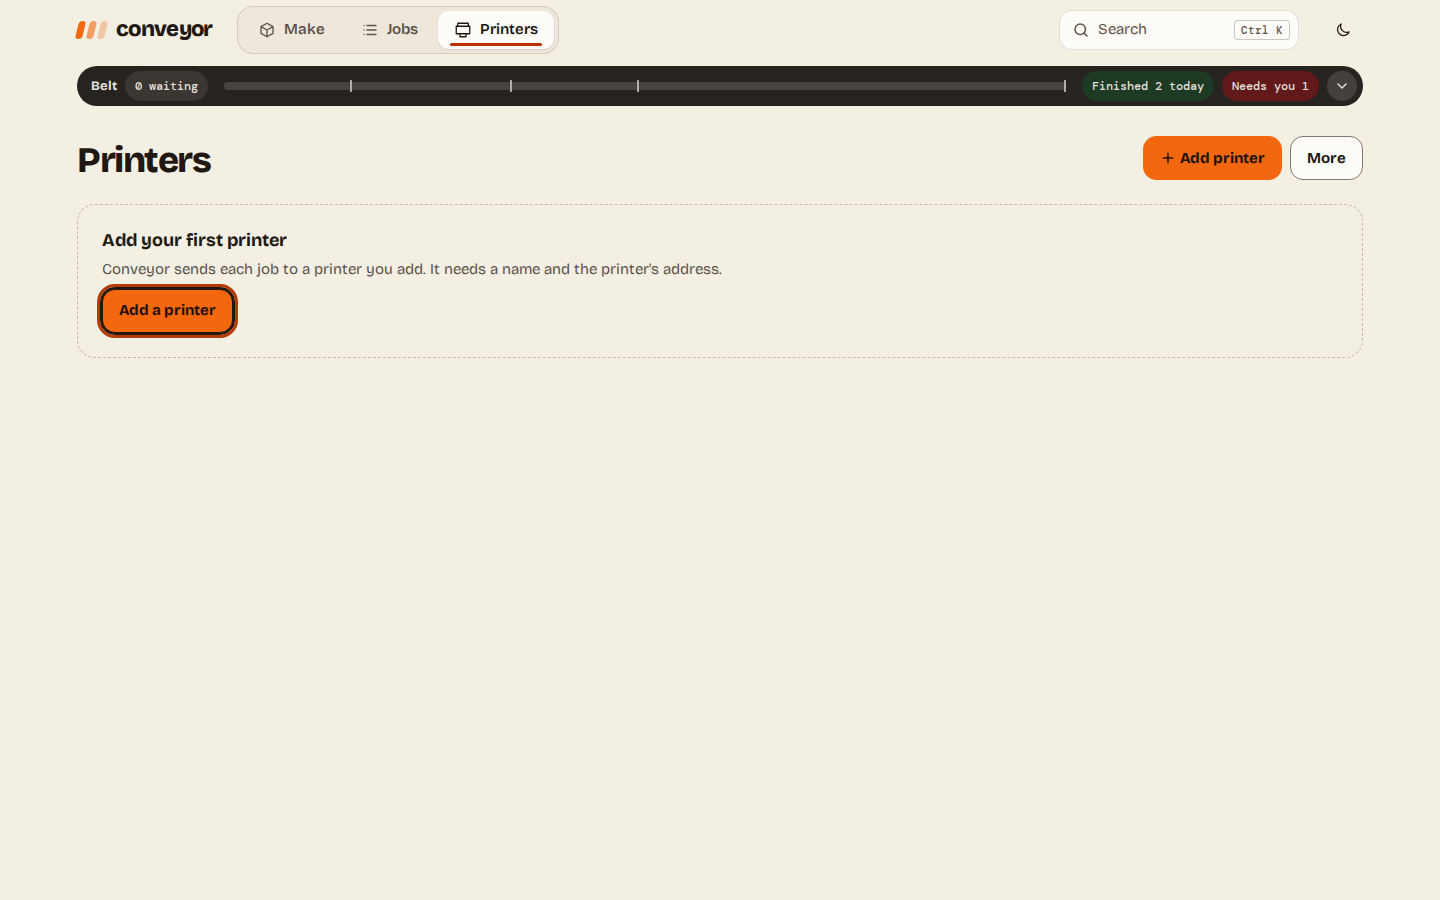 conveyor
Make
Jobs
Printers
Search
Ctrl K
Belt
0 waiting
Finished 2 today
Needs you 1
Printers
+ Add printer
More
Add your first printer
Conveyor sends each job to a printer you add. It needs a name and the printer's address.
Add a printer